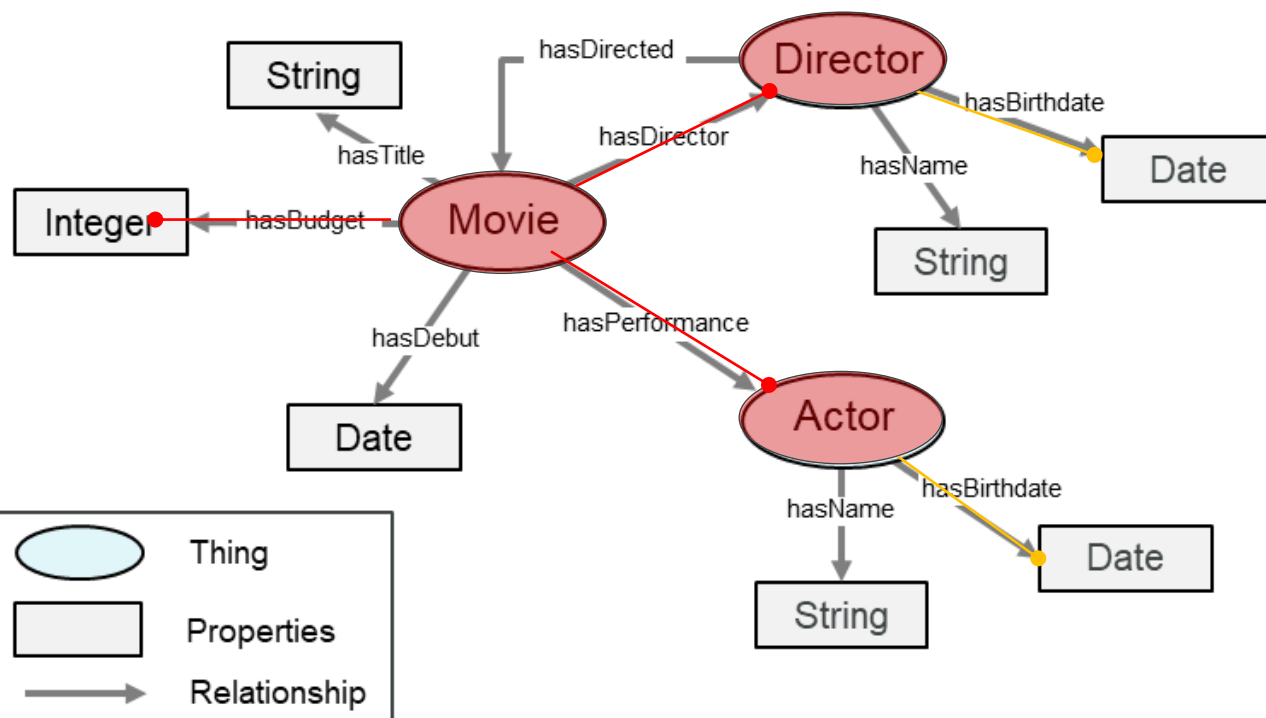 hasDirected
Director
String
hasBirthdate
hasDirector
hasTitle
hasName
Date
Integer
hasBudget
Movie
String
hasPerformance
hasDebut
Actor
Date
hasBirthdate
hasName
Thing
Date
String
Properties
Relationship